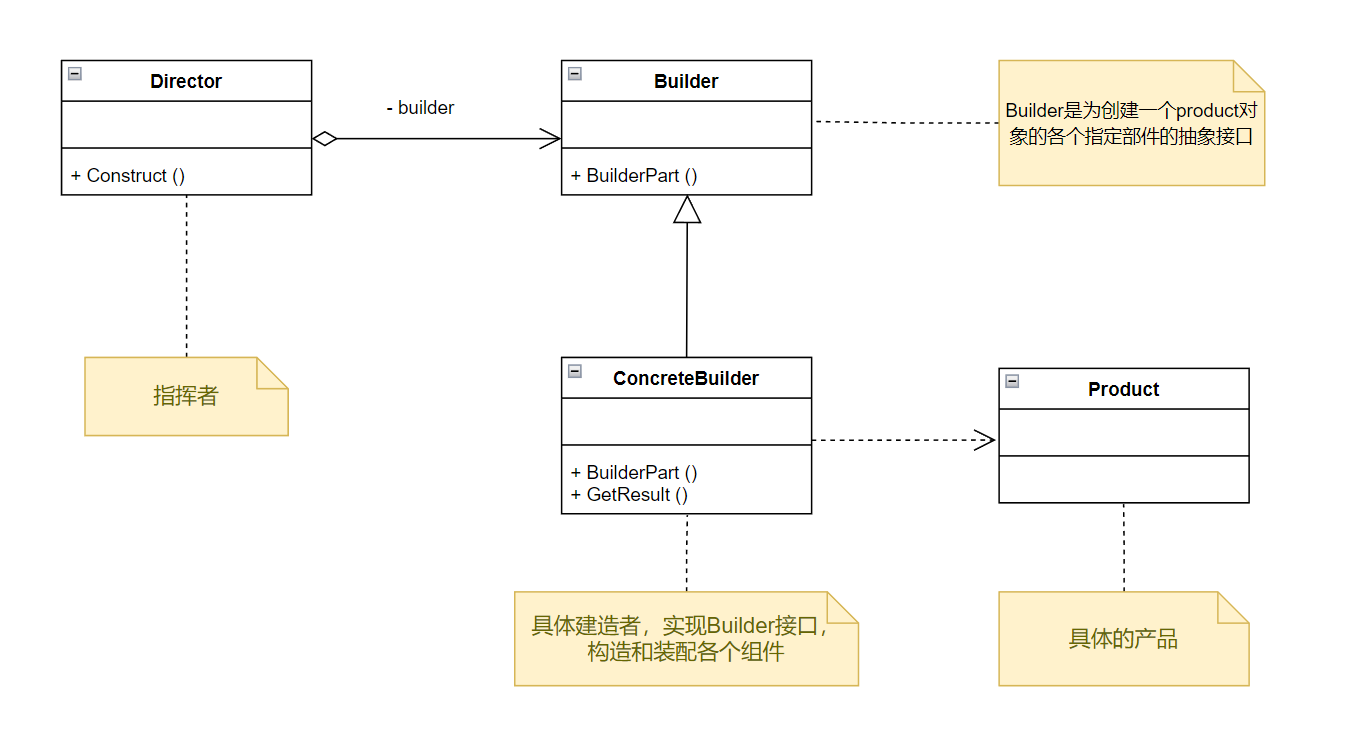 Director
- builder
Builder
Builder是为创建一个product对
象的各个指定部件的抽象接口
+ Construct ()
+ BuilderPart ()
指挥者
ConcreteBuilder
Product
+ BuilderPart ()
+ GetResult ()
具体建造者，实现Builder接口，
构造和装配各个组件
具体的产品